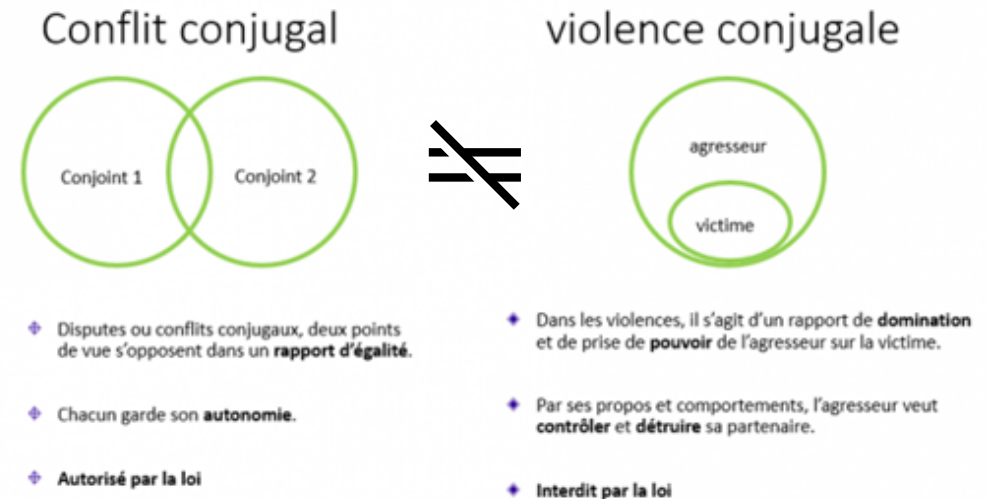 Conflit conjugal
Conjoint 1
Conjoint 2
Disputes ou conflits conjugaux, deux points
de vue s'opposent dans un rapport d'égalité.
Chacun garde son autonomie.
Autorisé par la loi
≠
violence conjugale
agresseur
victime
Dans les violences, il s'agit d'un rapport de domination
et de prise de pouvoir de l'agresseur sur la victime.
Par ses propos et comportements, l'agresseur veut
contrôler et détruire sa partenaire.
Interdit par la loi